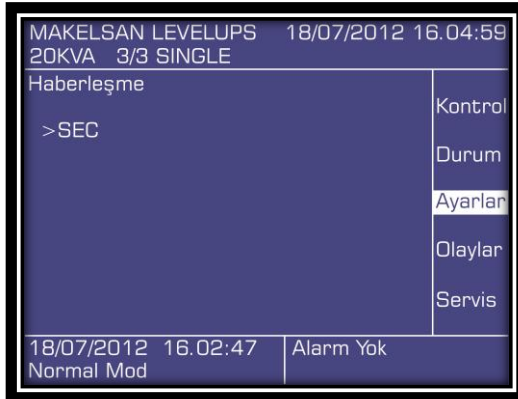 MAKELSAN LEVELUPS 18/07/2012 16.04:59
20KVA 3/3 SINGLE
Haberleşme
>SEC
Kontrol
Durum
Ayarlar
Olaylar
Servis
18/07/2012 16.02:47
Normal Mod
Alarm Yok